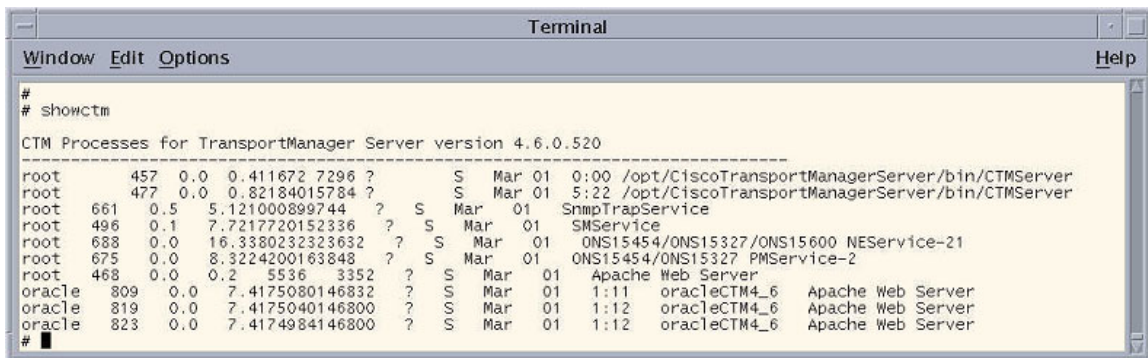 Terminal
Window Edit Options Help
#
# showctm
CTM Processes for TransportManager Server version 4.6.0.520
--------------------------------------------------------------------------------
root 457 0.0 0.411672 7296 ? S Mar 01 0:00 /opt/CiscoTransportManagerServer/bin/CTMServer
root 477 0.0 0.82184015784 ? S Mar 01 5:22 /opt/CiscoTransportManagerServer/bin/CTMServer
root 661 0.5 5.121000899744 ? S Mar 01 SnmpTrapService
root 496 0.1 7.7217720152336 ? S Mar 01 SMService
root 688 0.0 16.3380232323632 ? S Mar 01 ONS15454/ONS15327/ONS15600 NEService-21
root 675 0.0 8.3224200163848 ? S Mar 01 ONS15454/ONS15327 PMService-2
root 468 0.0 0.2 5536 3352 ? S Mar 01 Apache Web Server
oracle 809 0.0 7.4175080146832 ? S Mar 01 1:11 oracleCTM4_6 Apache Web Server
oracle 819 0.0 7.4175040146800 ? S Mar 01 1:12 oracleCTM4_6 Apache Web Server
oracle 823 0.0 7.4174984146800 ? S Mar 01 1:12 oracleCTM4_6 Apache Web Server
#